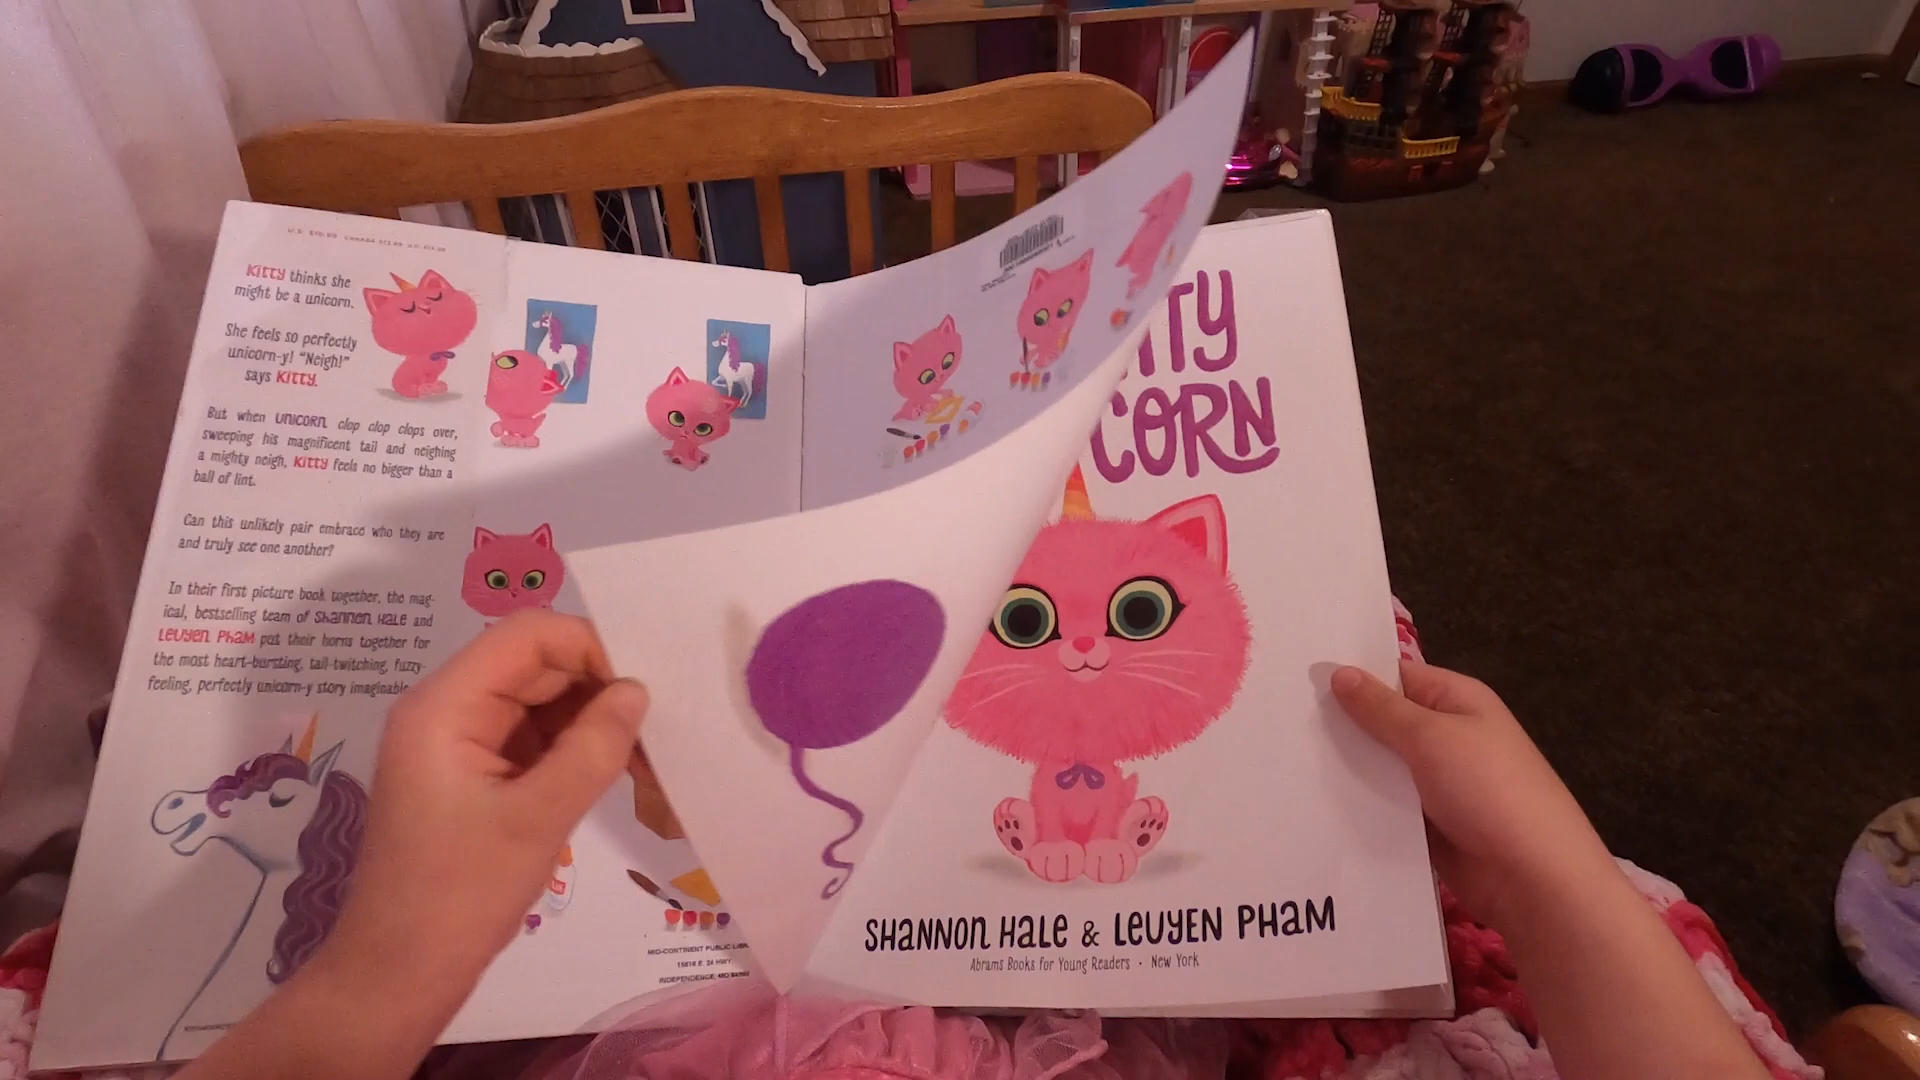 Kitty thinks she
might be a unicorn.
She feels so perfectly
unicorn-y! "Neigh!"
says Kitty.
But when Unicorn clop clop clops over,
sweeping his magnificent tail and neighing
a mighty neigh, Kitty feels no bigger than a
ball of lint.
Can this unlikely pair embrace who they are
and truly see one another?
In their first picture book together, the mag-
ical, bestselling team of Shannon Hale and
LeUyen Pham put their horns together for
the most heart-bursting, tail-twitching, fuzzy-
feeling, perfectly unicorn-y story imaginable
MID-CONTINENT PUBLIC LIBR
15616 E. 24 HWY
INDEPENDENCE, MO
TTY
CORN
SHANNON HALE & LEUYEN PHAM
Abrams Books for Young Readers • New York